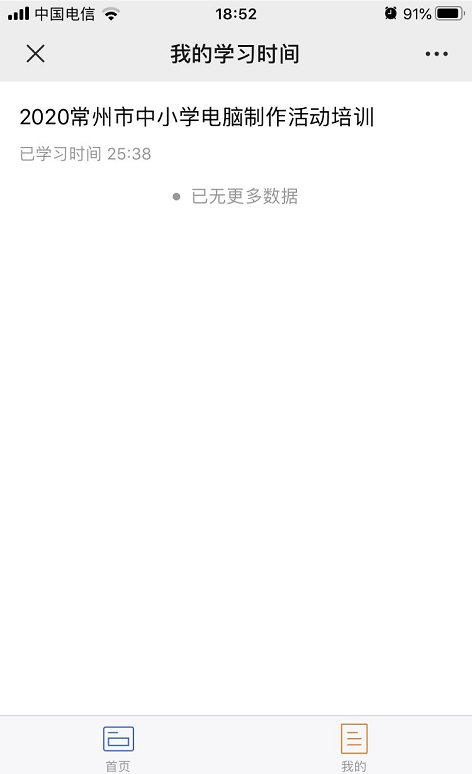 中国电信 18:52 91%
我的学习时间
2020常州市中小学电脑制作活动培训
已学习时间 25:38
已无更多数据
首页 我的